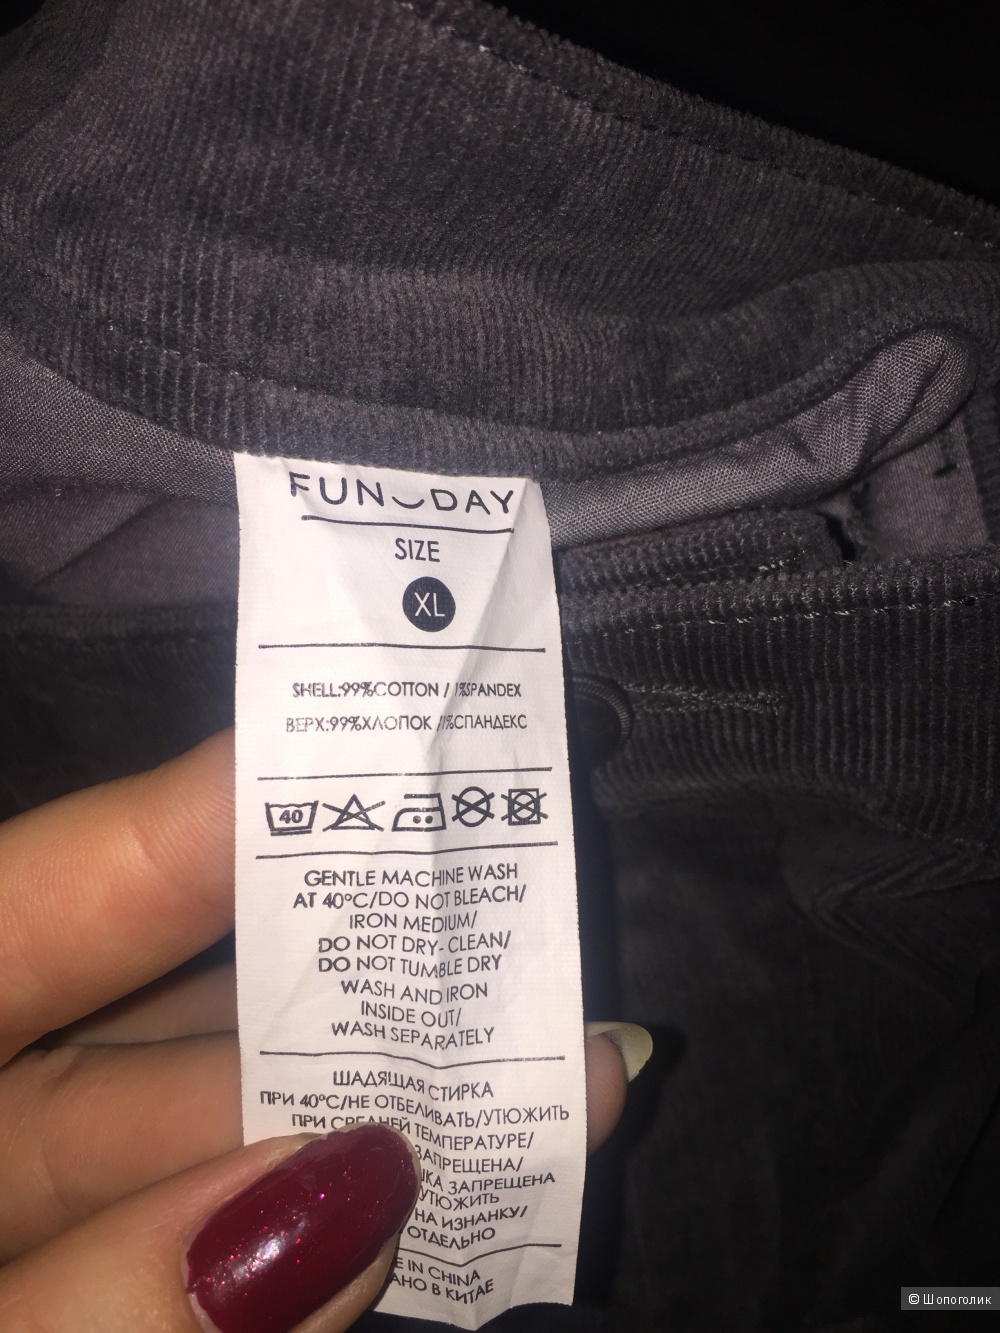 FUN DAY
SIZE
XL
SHELL:99%COTTON / 1%SPANDEX
ВЕРХ:99%ХЛОПОК /1%СПАНДЕКС
40
GENTLE MACHINE WASH
AT 40°C/DO NOT BLEACH/
IRON MEDIUM/
DO NOT DRY- CLEAN/
DO NOT TUMBLE DRY
WASH AND IRON
INSIDE OUT/
WASH SEPARATELY
ЩАДЯЩАЯ СТИРКА
ПРИ 40°C/НЕ ОТБЕЛИВАТЬ/УТЮЖИТЬ
ПРИ СРЕДНЕЙ ТЕМПЕРАТУРЕ/
ЗАПРЕЩЕНА/
ЗАПРЕЩЕНА
УТЮЖИТЬ
НА ИЗНАНКУ/
ОТДЕЛЬНО
IN CHINA
В КИТАЕ
© Шопоголик